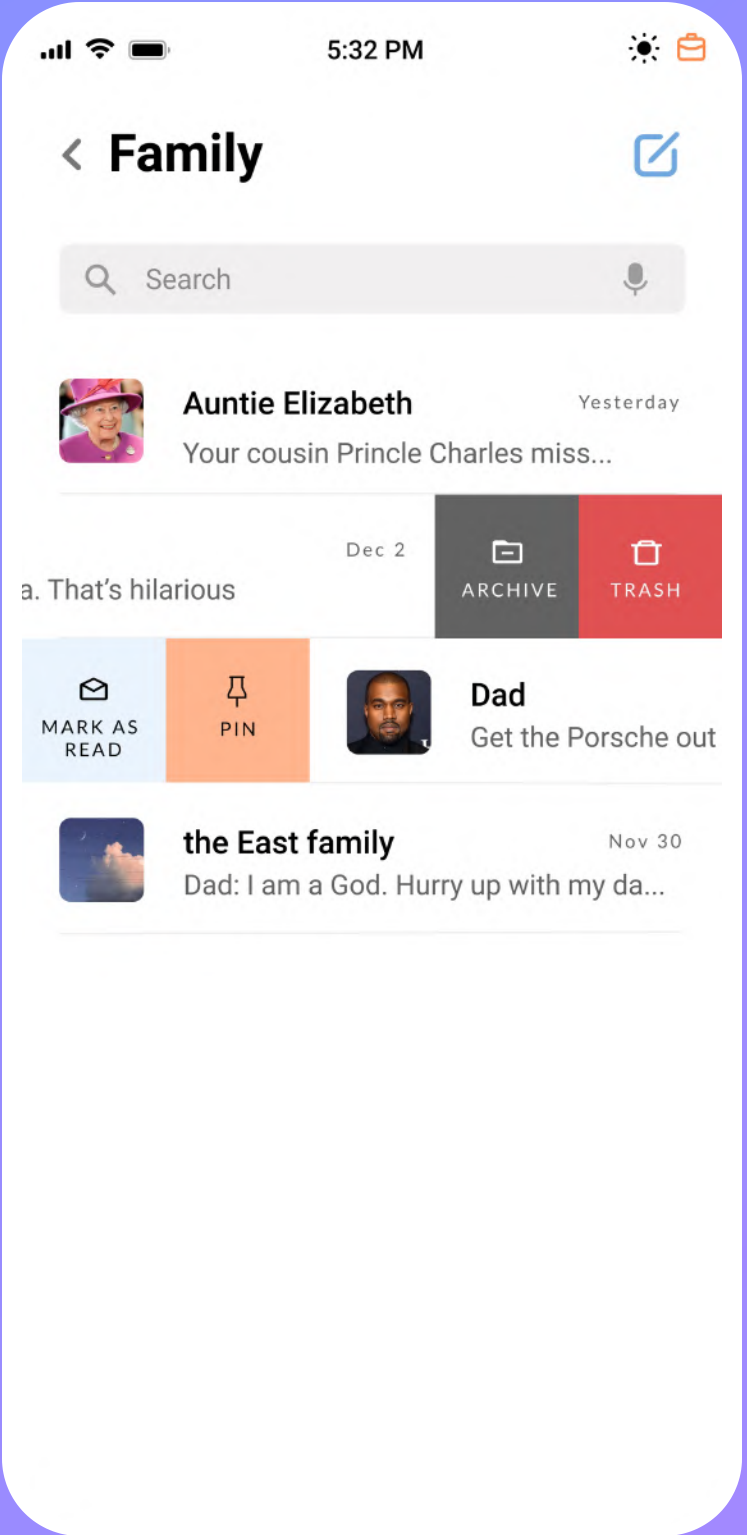 5:32 PM
Family
Search
Auntie Elizabeth
Yesterday
Your cousin Princle Charles miss...
Dec 2
a. That’s hilarious
ARCHIVE
TRASH
MARK AS
READ
PIN
Dad
Get the Porsche out
the East family
Nov 30
Dad: I am a God. Hurry up with my da...